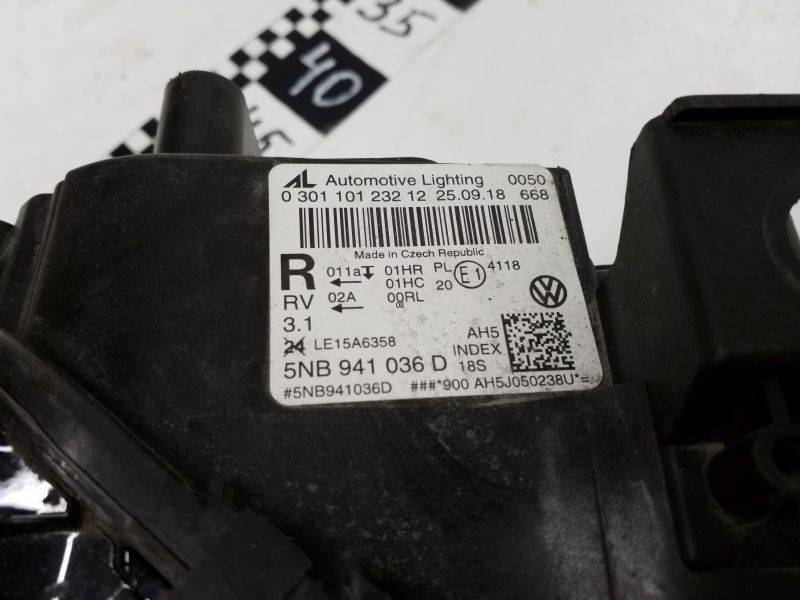 35
40
45
AL Automotive Lighting 0050
0 301 101 232 12 25.09.18 668
Made in Czech Republic
R 011a 01HR PL E1 4118
← 01HC 20
RV 02A 00RL
← 08
3.1
24 LE15A6358 AH5
5NB 941 036 D INDEX 18S
#5NB941036D ###*900 AH5J050238U*=